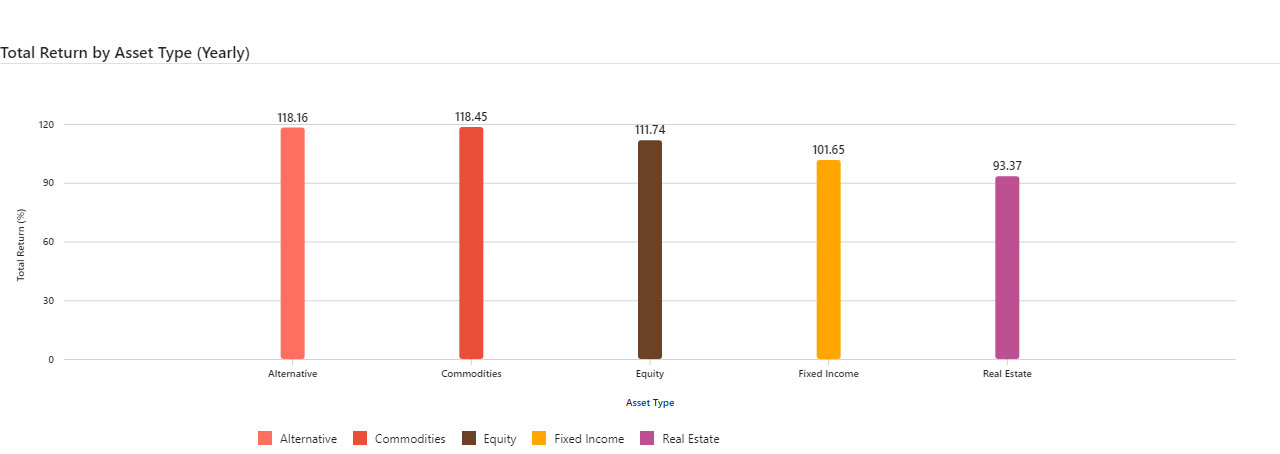 Total Return by Asset Type (Yearly)
118.16
118.45
111.74
101.65
93.37
120
90
60
30
0
Total Return (%)
Alternative
Commodities
Equity
Fixed Income
Real Estate
Asset Type
Alternative
Commodities
Equity
Fixed Income
Real Estate